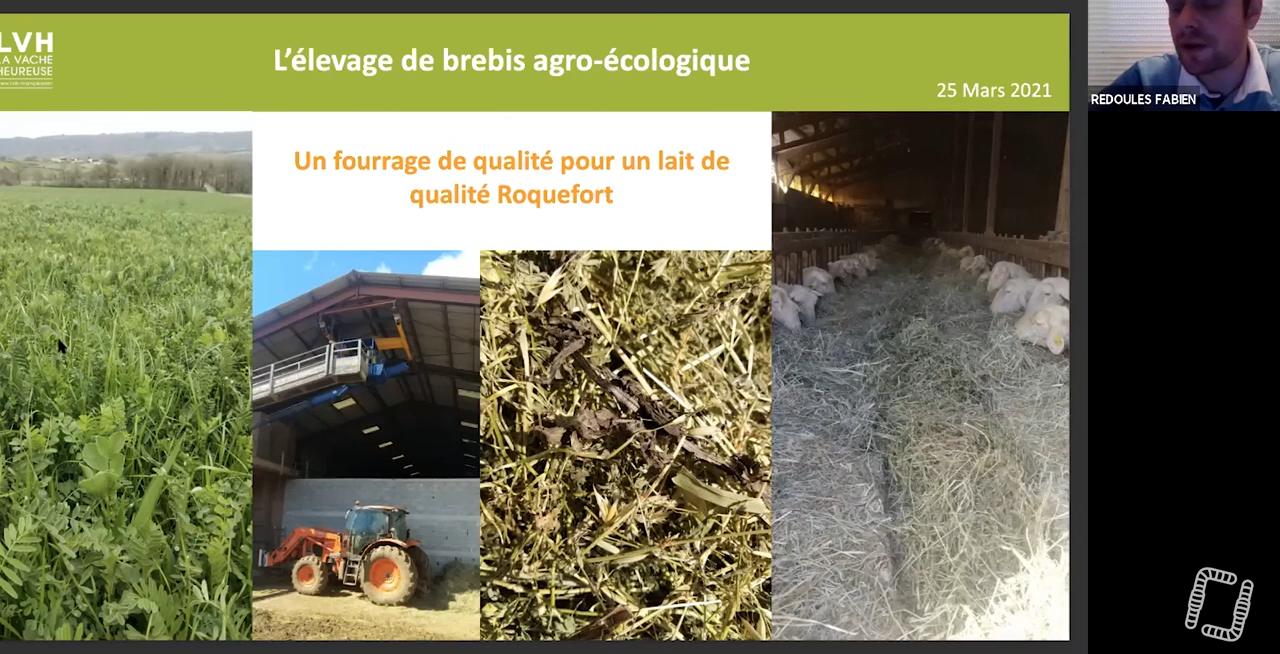 LVH
LA VACHE
HEUREUSE
L'élevage de brebis agro-écologique
25 Mars 2021
REDOULES FABIEN
Un fourrage de qualité pour un lait de
qualité Roquefort